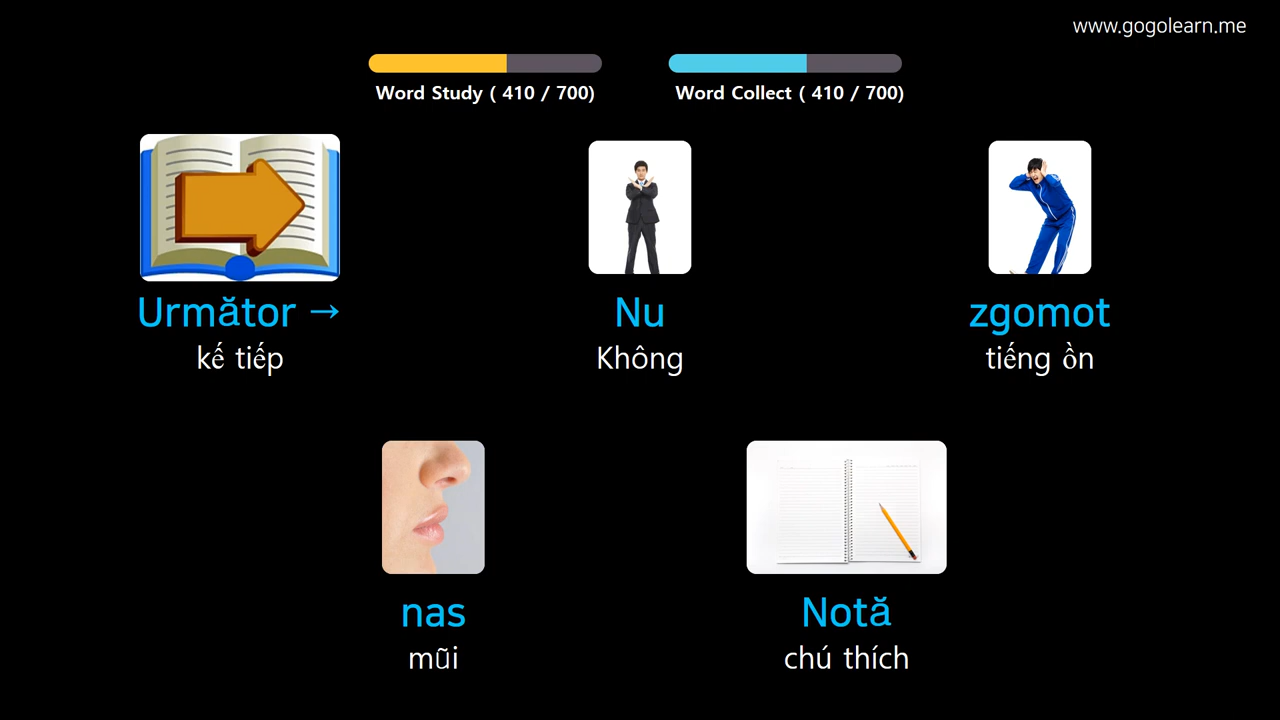 www.gogolearn.me
Word Study ( 410 / 700)
Word Collect ( 410 / 700)
Următor →
kế tiếp
Nu
Không
zgomot
tiếng ồn
nas
mũi
Notă
chú thích